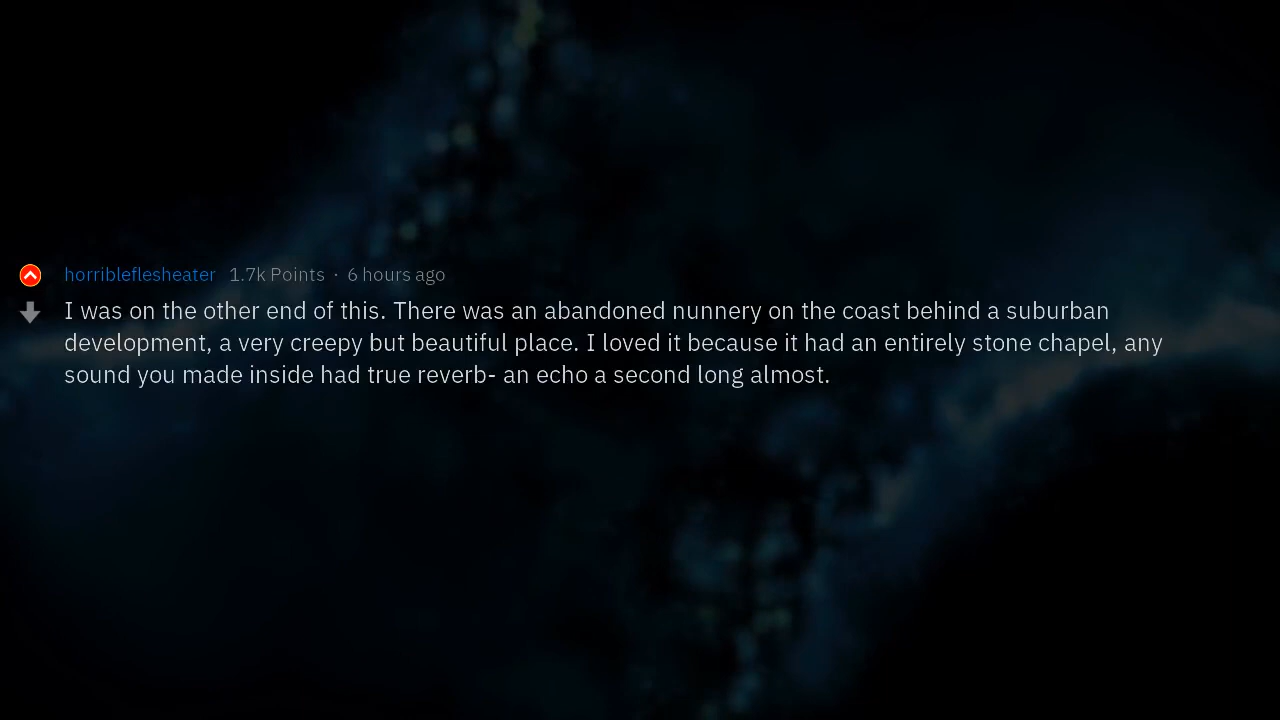 horribleflesheater 1.7k Points · 6 hours ago
I was on the other end of this. There was an abandoned nunnery on the coast behind a suburban
development, a very creepy but beautiful place. I loved it because it had an entirely stone chapel, any
sound you made inside had true reverb- an echo a second long almost.